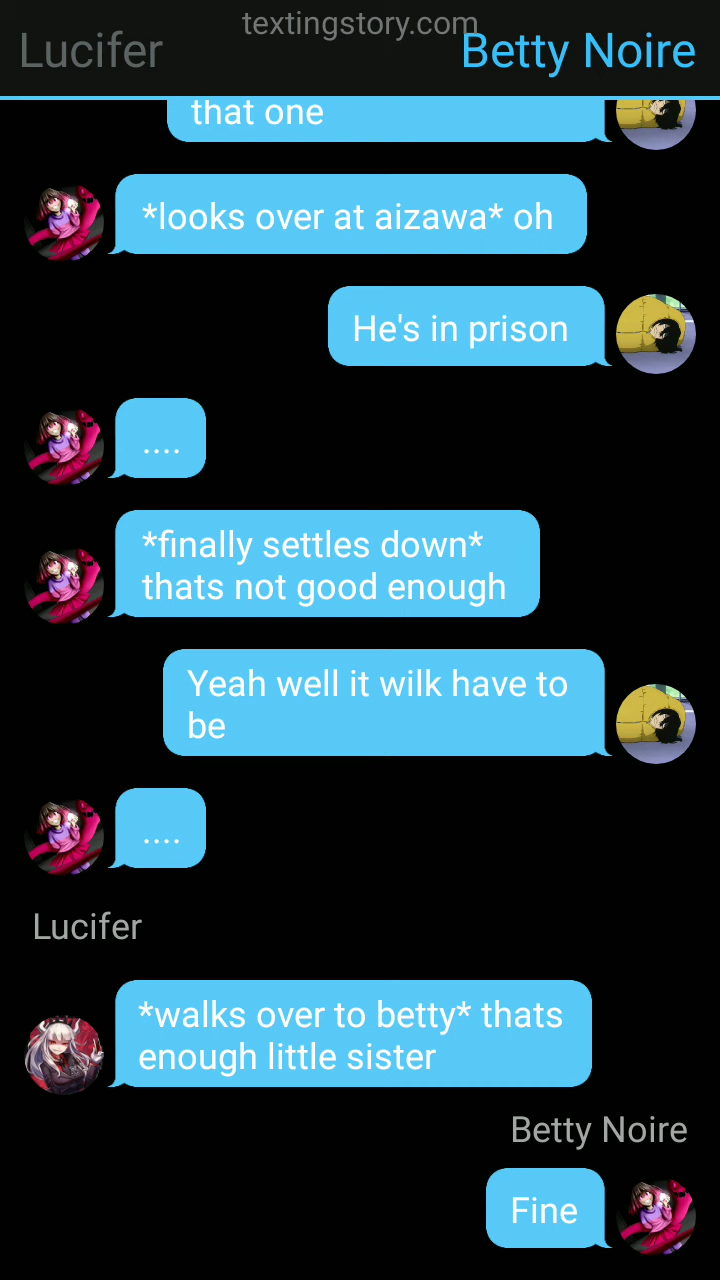 textingstory.com
Lucifer
Betty Noire
that one
*looks over at aizawa* oh
He's in prison
....
*finally settles down*
thats not good enough
Yeah well it wilk have to
be
....
Lucifer
*walks over to betty* thats
enough little sister
Betty Noire
Fine